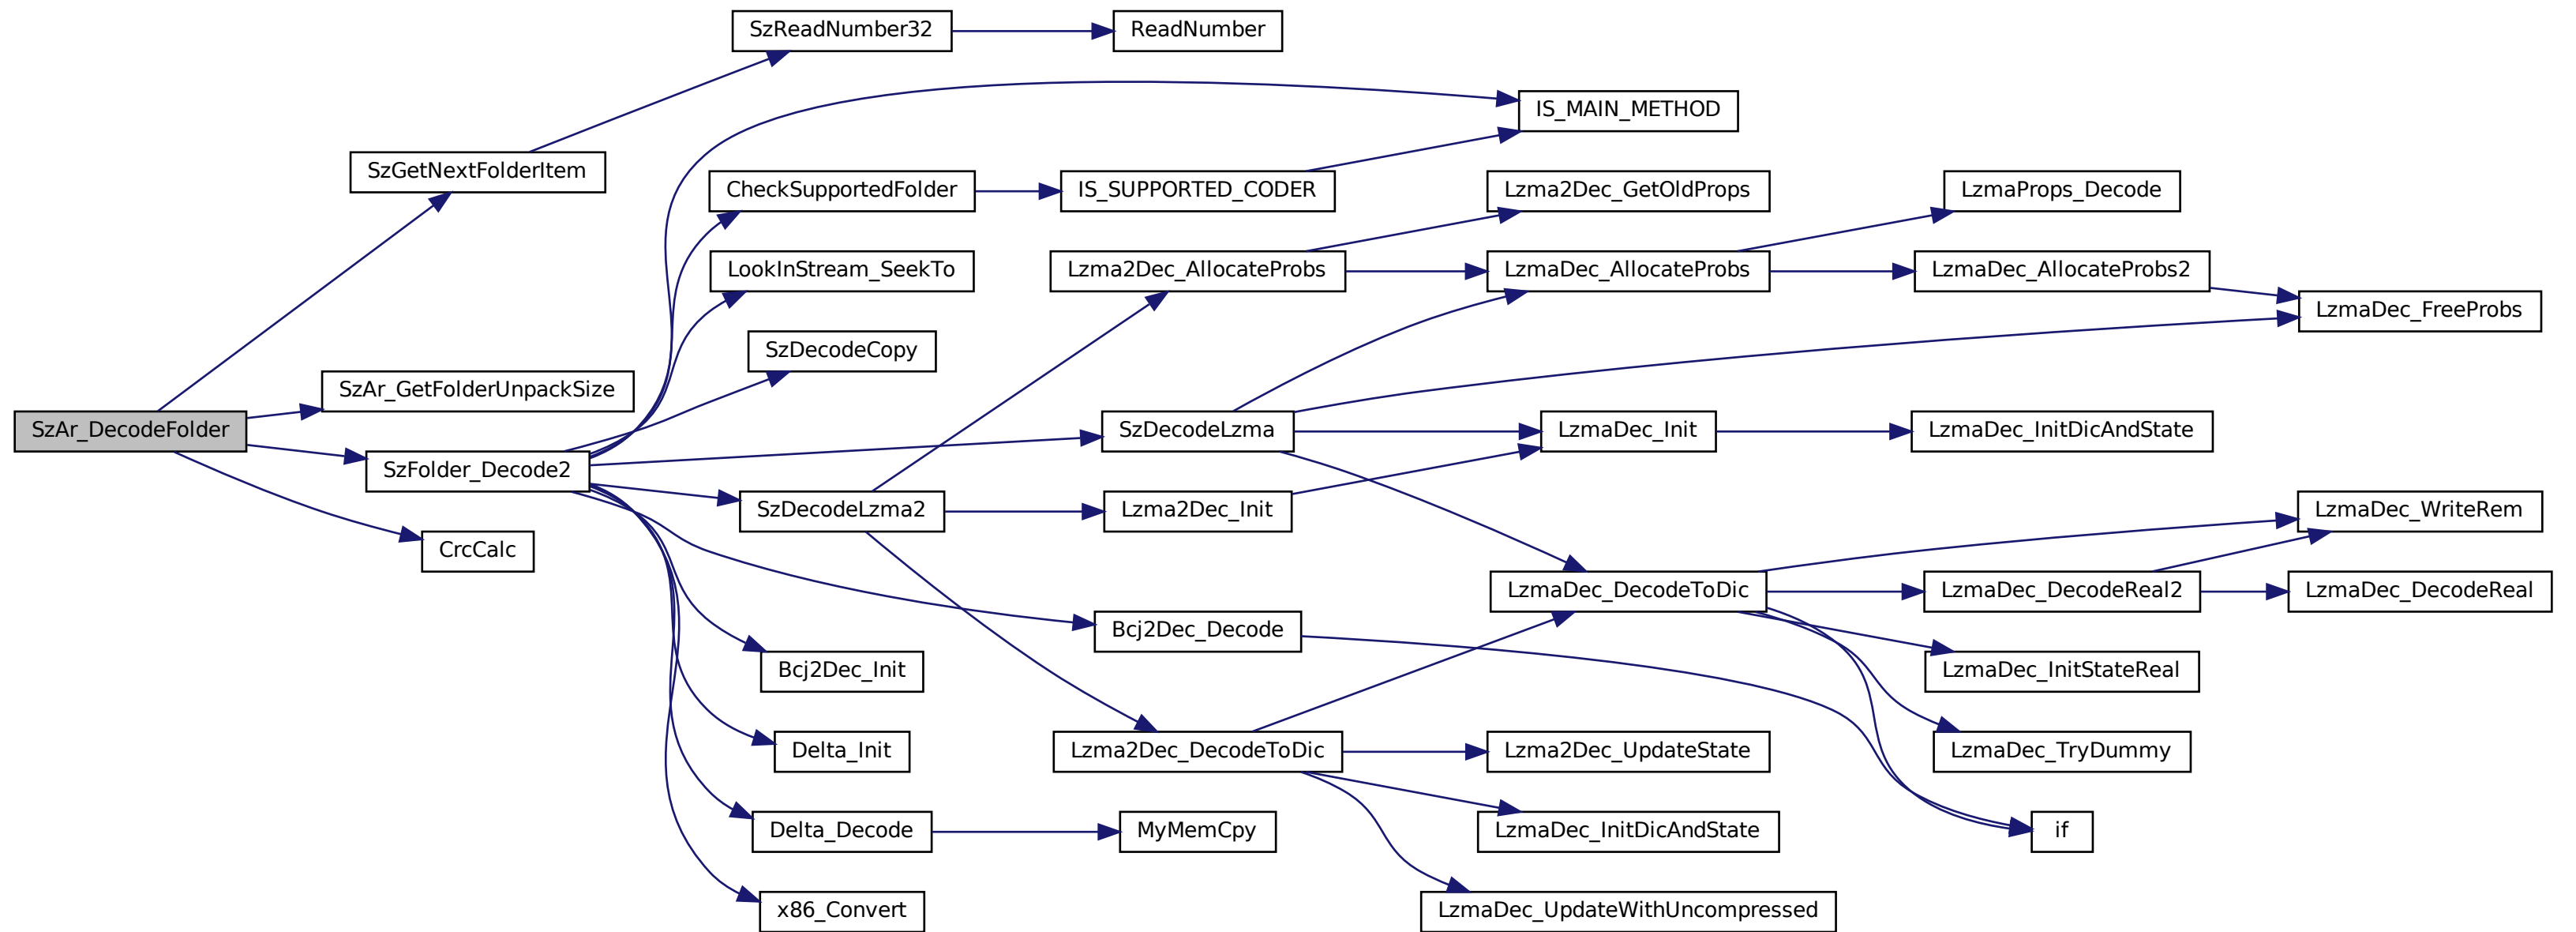 SzReadNumber32
ReadNumber
IS_MAIN_METHOD
SzGetNextFolderItem
CheckSupportedFolder
IS_SUPPORTED_CODER
Lzma2Dec_GetOldProps
LzmaProps_Decode
LookInStream_SeekTo
Lzma2Dec_AllocateProbs
LzmaDec_AllocateProbs
LzmaDec_AllocateProbs2
LzmaDec_FreeProbs
SzDecodeCopy
SzAr_GetFolderUnpackSize
SzAr_DecodeFolder
SzDecodeLzma
LzmaDec_Init
LzmaDec_InitDicAndState
SzFolder_Decode2
SzDecodeLzma2
Lzma2Dec_Init
LzmaDec_WriteRem
CrcCalc
LzmaDec_DecodeToDic
LzmaDec_DecodeReal2
LzmaDec_DecodeReal
Bcj2Dec_Decode
Bcj2Dec_Init
LzmaDec_InitStateReal
Delta_Init
Lzma2Dec_DecodeToDic
Lzma2Dec_UpdateState
LzmaDec_TryDummy
Delta_Decode
MyMemCpy
LzmaDec_InitDicAndState
if
x86_Convert
LzmaDec_UpdateWithUncompressed